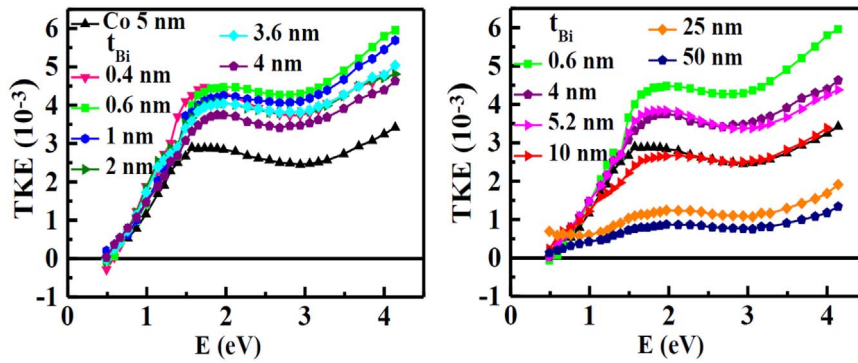 Co 5 nm
t_Bi
0.4 nm
0.6 nm
1 nm
2 nm
3.6 nm
4 nm
TKE (10⁻³)
6
5
4
3
2
1
0
-1
0 1 2 3 4
E (eV)
t_Bi
0.6 nm
4 nm
5.2 nm
10 nm
25 nm
50 nm
TKE (10⁻³)
6
5
4
3
2
1
0
-1
0 1 2 3 4
E (eV)